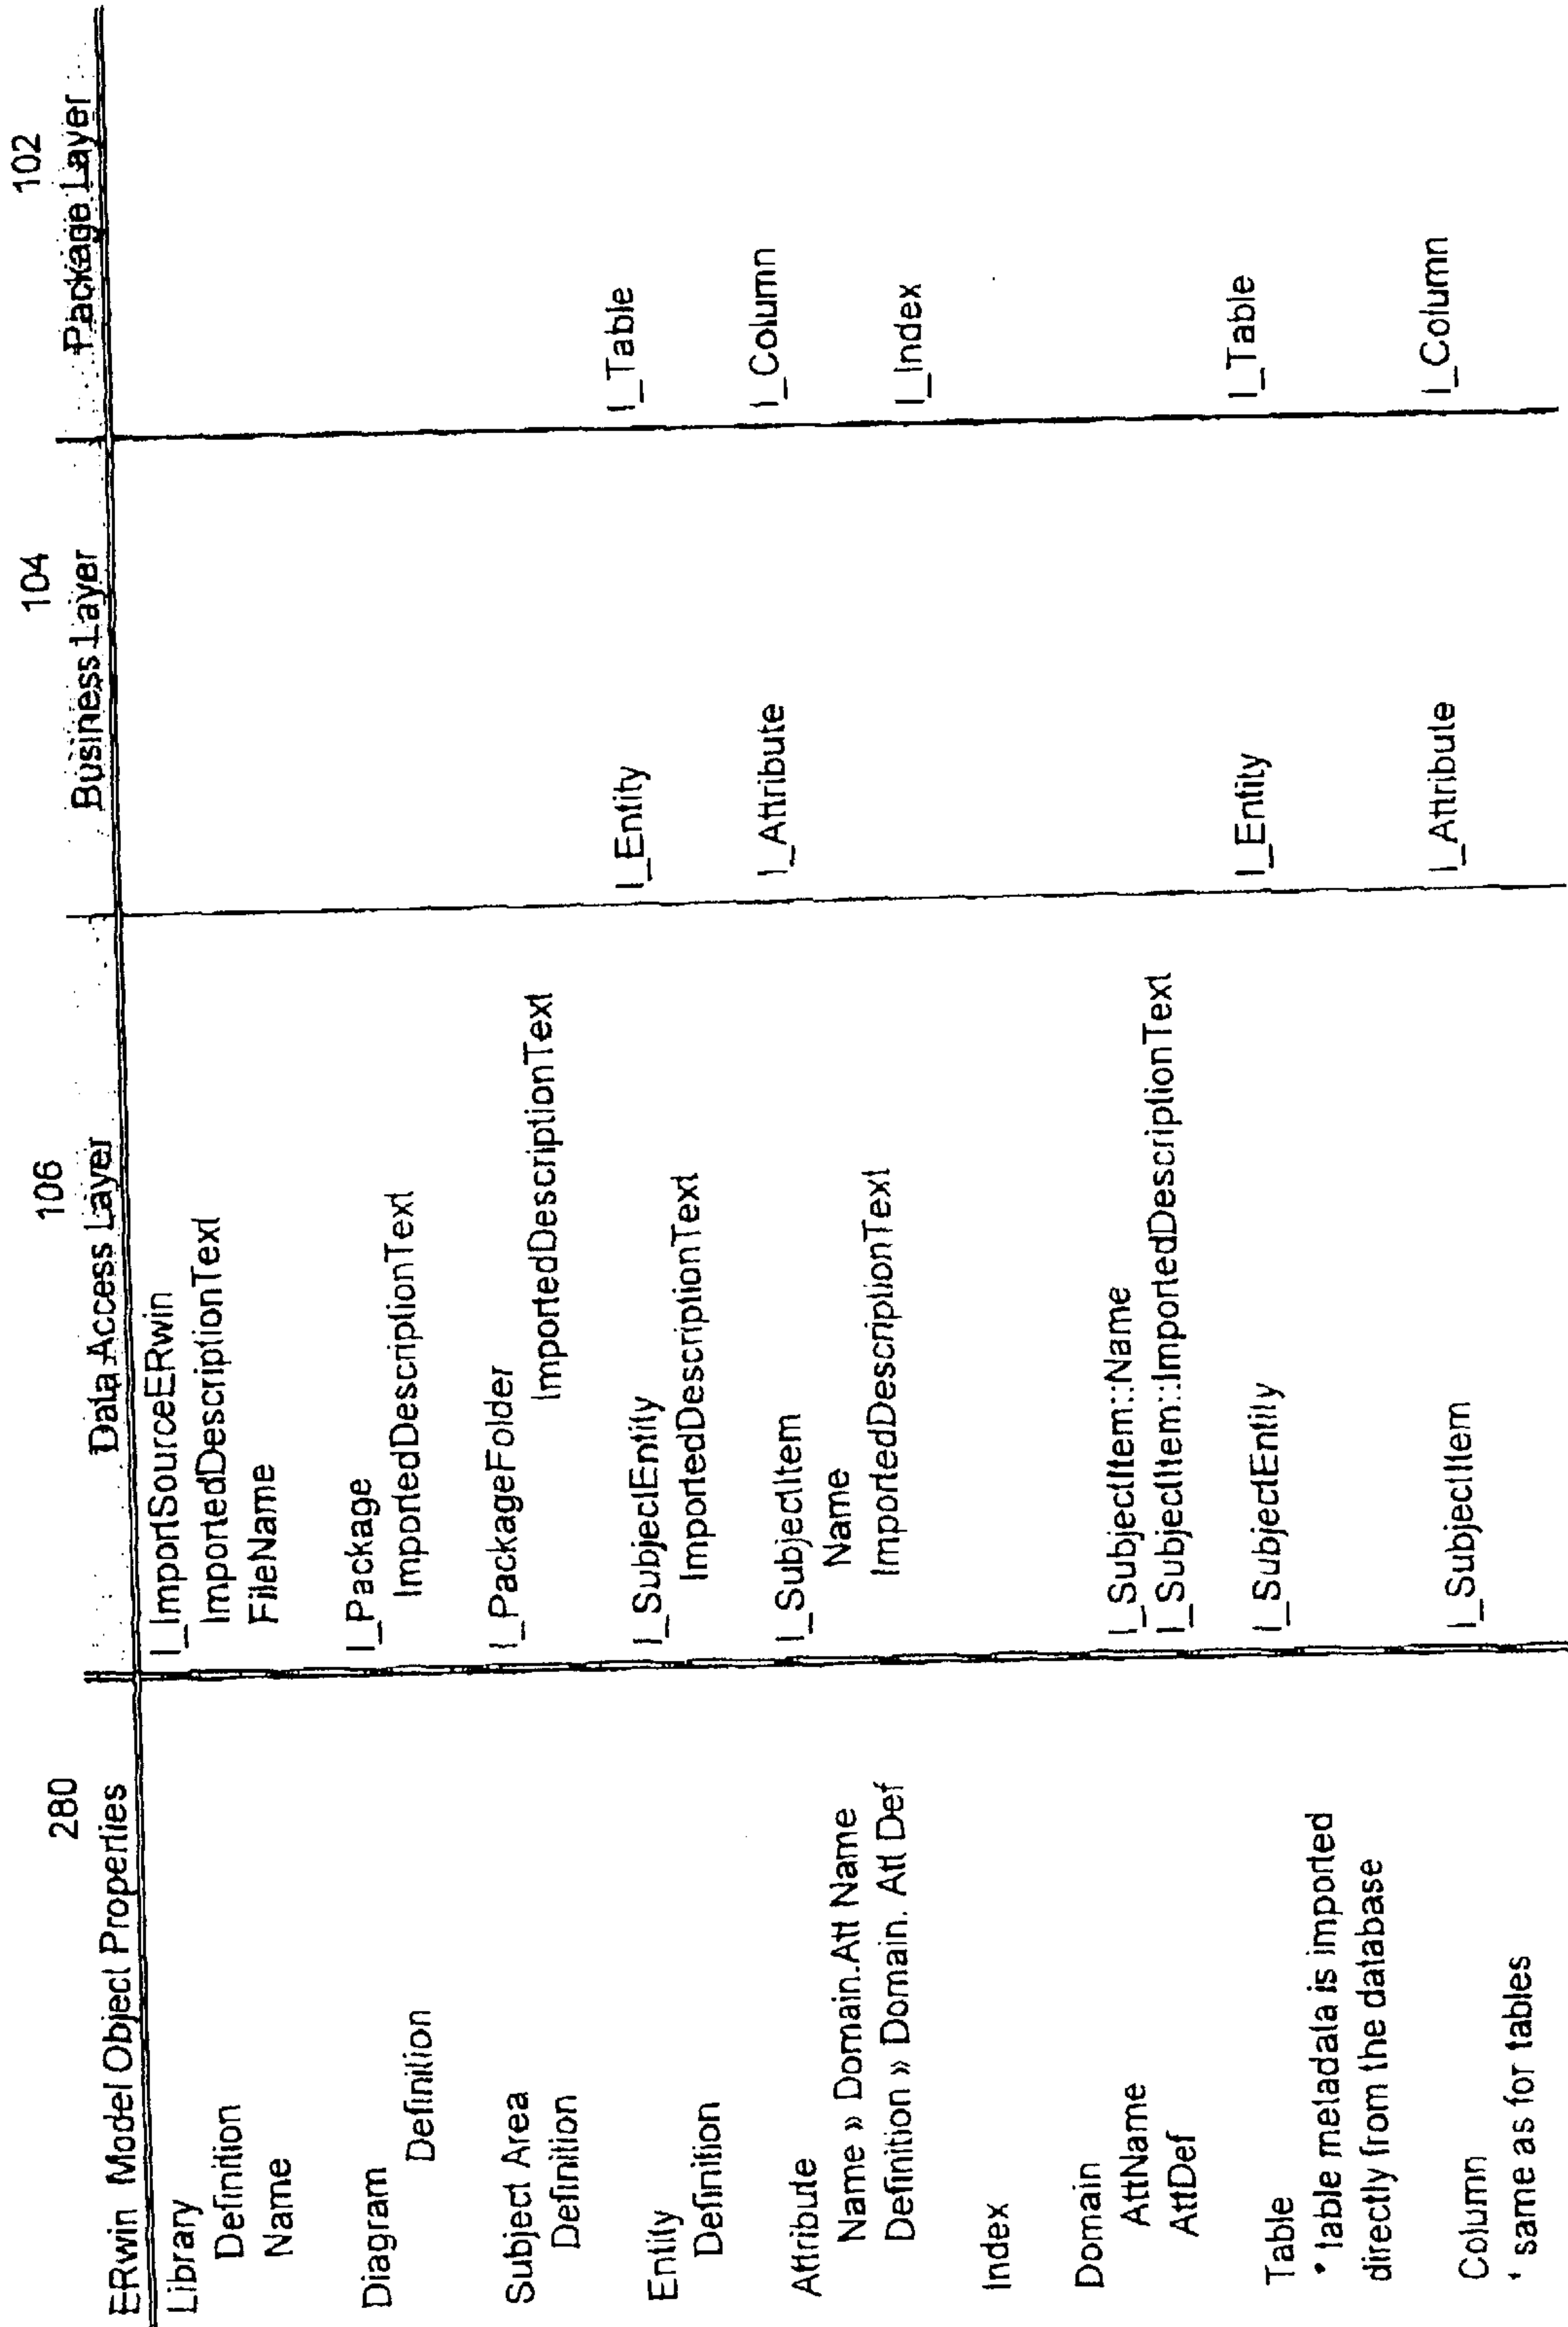 280
106
104
102
ERwin Model Object Properties
Data Access Layer
Business Layer
Package Layer
Library
I_ImportSourceERwin
Definition
ImportedDescriptionText
Name
FileName
Diagram
I_Package
Definition
ImportedDescriptionText
Subject Area
I_PackageFolder
Definition
ImportedDescriptionText
Entity
I_SubjectEntity
I_Entity
I_Table
Definition
ImportedDescriptionText
Attribute
I_SubjectItem
I_Attribute
I_Column
Name » Domain.Att Name
Name
Definition » Domain. Att Def
ImportedDescriptionText
I_Index
Index
Domain
AttName
I_SubjectItem::Name
AttDef
I_SubjectItem::ImportedDescriptionText
Table
I_SubjectEntity
I_Entity
I_Table
* table metadata is imported
directly from the database
Column
I_SubjectItem
I_Attribute
I_Column
* same as for tables